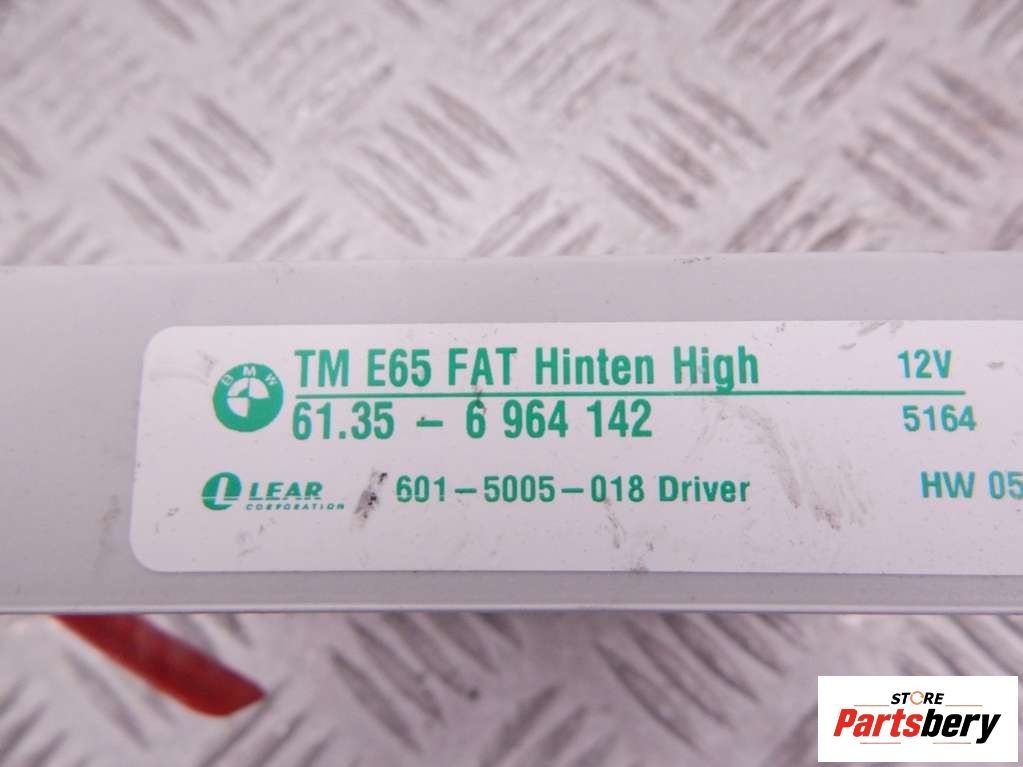 BMW
TM E65 FAT Hinten High 12V
61.35 - 6 964 142 5164
LEAR
CORPORATION
601-5005-018 Driver HW 05
STORE
Partsbery